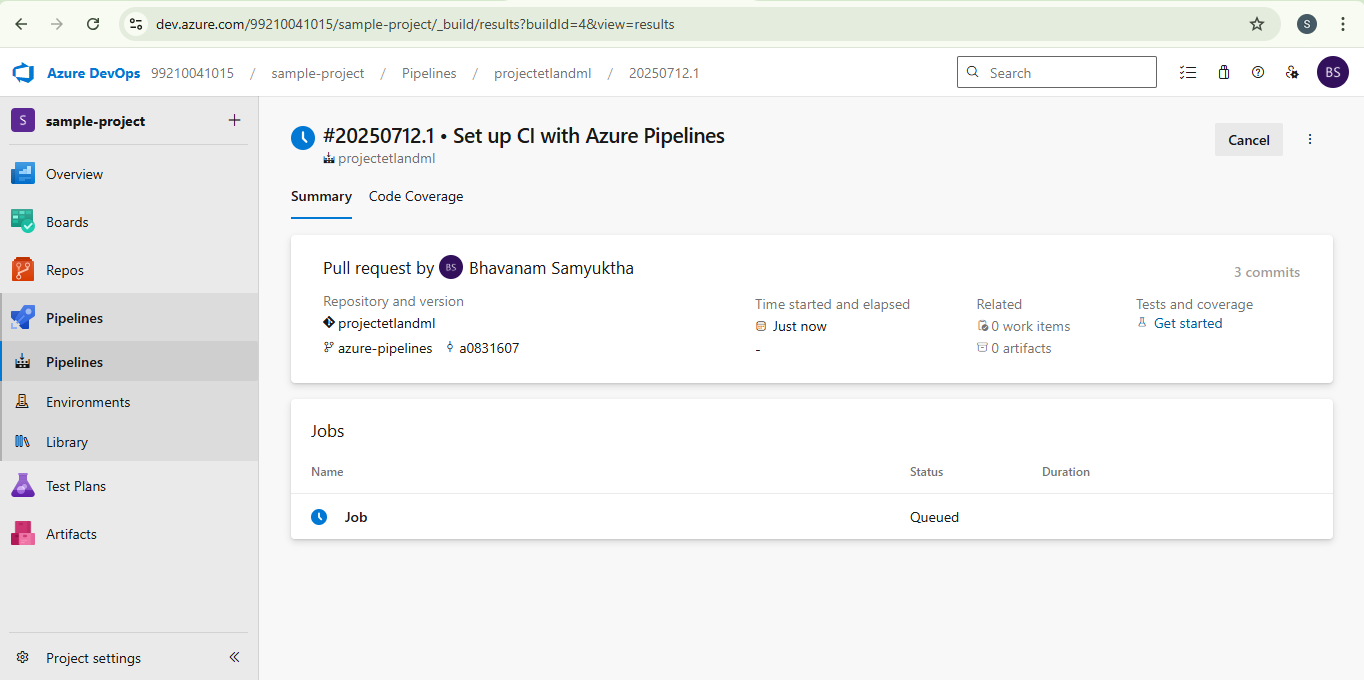 dev.azure.com/99210041015/sample-project/_build/results?buildId=4&view=results
S
Azure DevOps 99210041015 / sample-project / Pipelines / projectetlandml / 20250712.1
Search
BS
S sample-project
Overview
Boards
Repos
Pipelines
Pipelines
Environments
Library
Test Plans
Artifacts
Project settings
#20250712.1 • Set up CI with Azure Pipelines
projectetlandml
Cancel
Summary Code Coverage
Pull request by BS Bhavanam Samyuktha
3 commits
Repository and version
projectetlandml
azure-pipelines a0831607
Time started and elapsed
Just now
-
Related
0 work items
0 artifacts
Tests and coverage
Get started
Jobs
Name Status Duration
Job Queued